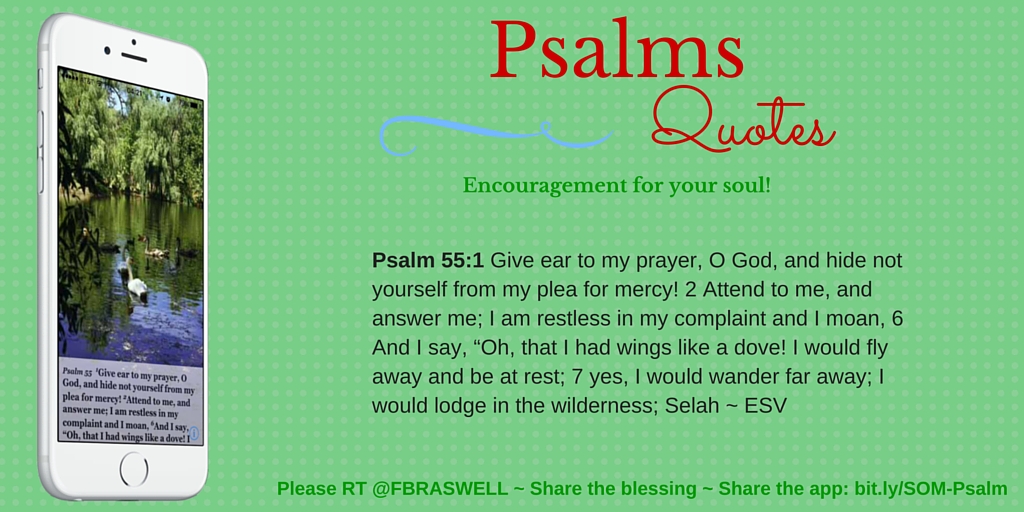 Psalms
Quotes
Encouragement for your soul!
Psalm 55:1 Give ear to my prayer, O God, and hide not
yourself from my plea for mercy! 2 Attend to me, and
answer me; I am restless in my complaint and I moan, 6
And I say, “Oh, that I had wings like a dove! I would fly
away and be at rest; 7 yes, I would wander far away; I
would lodge in the wilderness; Selah ~ ESV
Psalm 55 ¹Give ear to my prayer, O
God, and hide not yourself from my
plea for mercy! ²Attend to me, and
answer me; I am restless in my
complaint and I moan, ⁶And I say,
“Oh, that I had wings like a dove! I
Please RT @FBRASWELL ~ Share the blessing ~ Share the app: bit.ly/SOM-Psalm